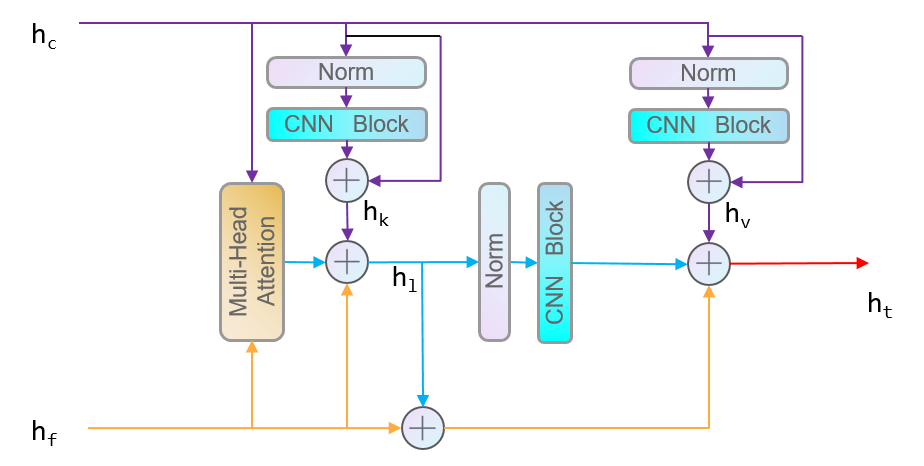 h_c
Norm
Norm
CNN Block
CNN Block
h_k
h_v
Multi-Head
Attention
h_l
Norm
CNN Block
h_t
h_f